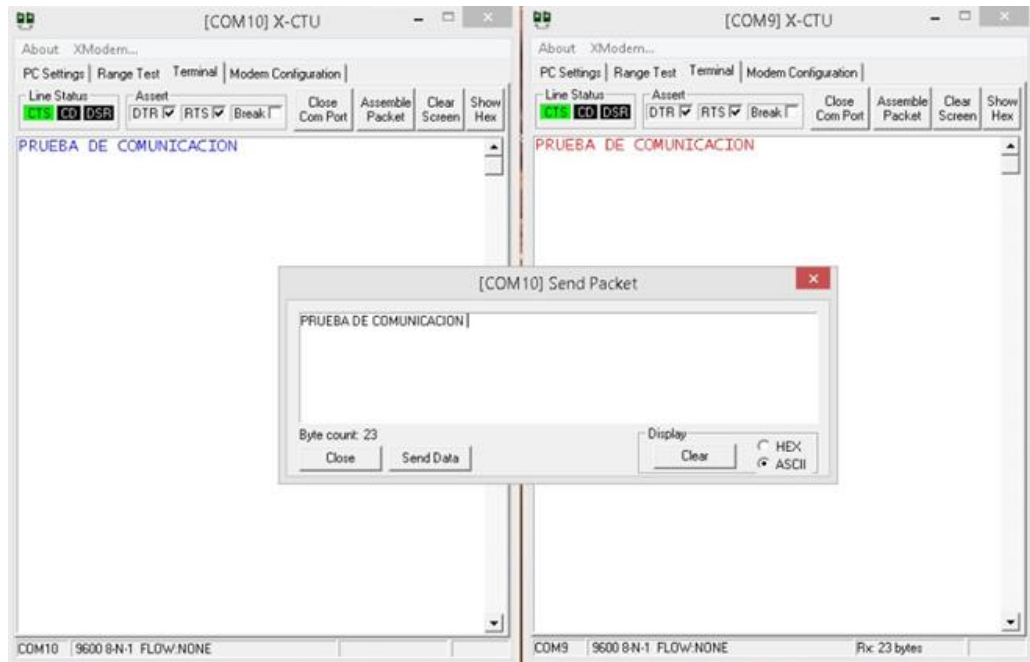 [COM10] X-CTU
About XModem...
PC Settings Range Test Terminal Modem Configuration
Line Status
CTS CD DSR
Assert
DTR RTS Break
Close Com Port
Assemble Packet
Clear Screen
Show Hex
PRUEBA DE COMUNICACION
COM10 9600 8-N-1 FLOW:NONE
[COM9] X-CTU
About XModem...
PC Settings Range Test Terminal Modem Configuration
Line Status
CTS CD DSR
Assert
DTR RTS Break
Close Com Port
Assemble Packet
Clear Screen
Show Hex
PRUEBA DE COMUNICACION
COM9 9600 8-N-1 FLOW:NONE Rx: 23 bytes
[COM10] Send Packet
PRUEBA DE COMUNICACION
Byte count: 23
Close Send Data
Display
Clear
HEX
ASCII